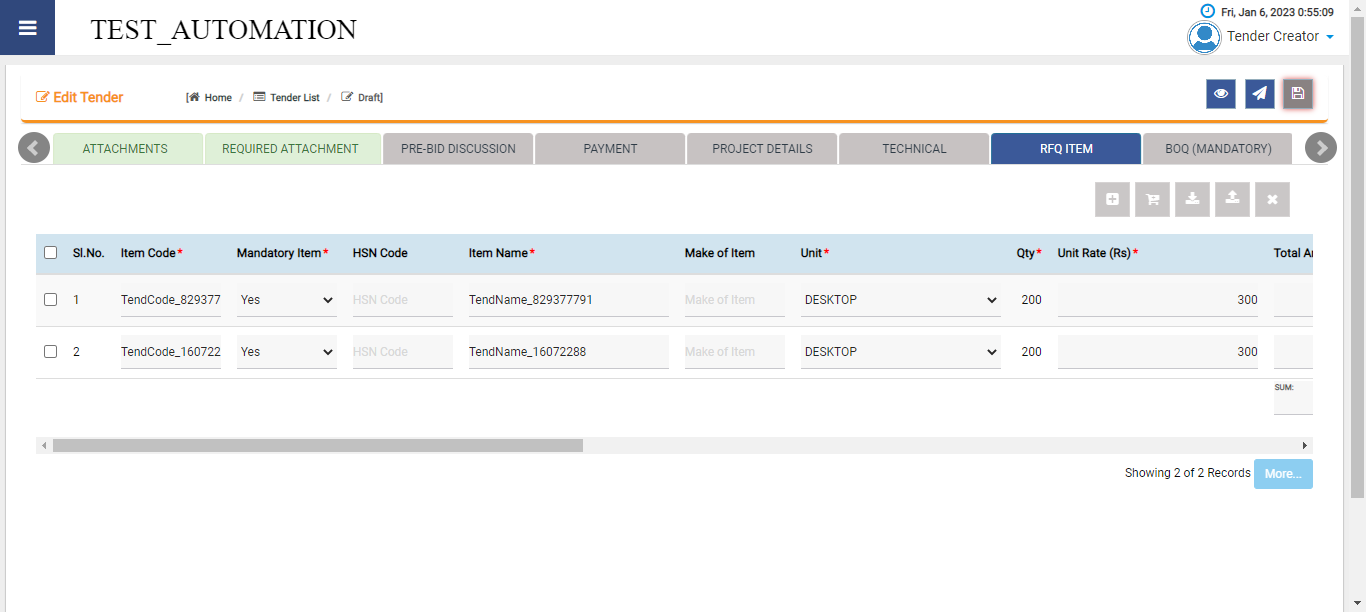 TEST_AUTOMATION
Fri, Jan 6, 2023 0:55:09
Tender Creator
Edit Tender
[ Home / Tender List / Draft]
ATTACHMENTS REQUIRED ATTACHMENT PRE-BID DISCUSSION PAYMENT PROJECT DETAILS TECHNICAL RFQ ITEM BOQ (MANDATORY)
Sl.No. Item Code* Mandatory Item* HSN Code Item Name* Make of Item Unit* Qty* Unit Rate (Rs)* Total A
1 TendCode_829377 Yes HSN Code TendName_829377791 Make of Item DESKTOP 200 300
2 TendCode_160722 Yes HSN Code TendName_16072288 Make of Item DESKTOP 200 300
SUM:
Showing 2 of 2 Records More...